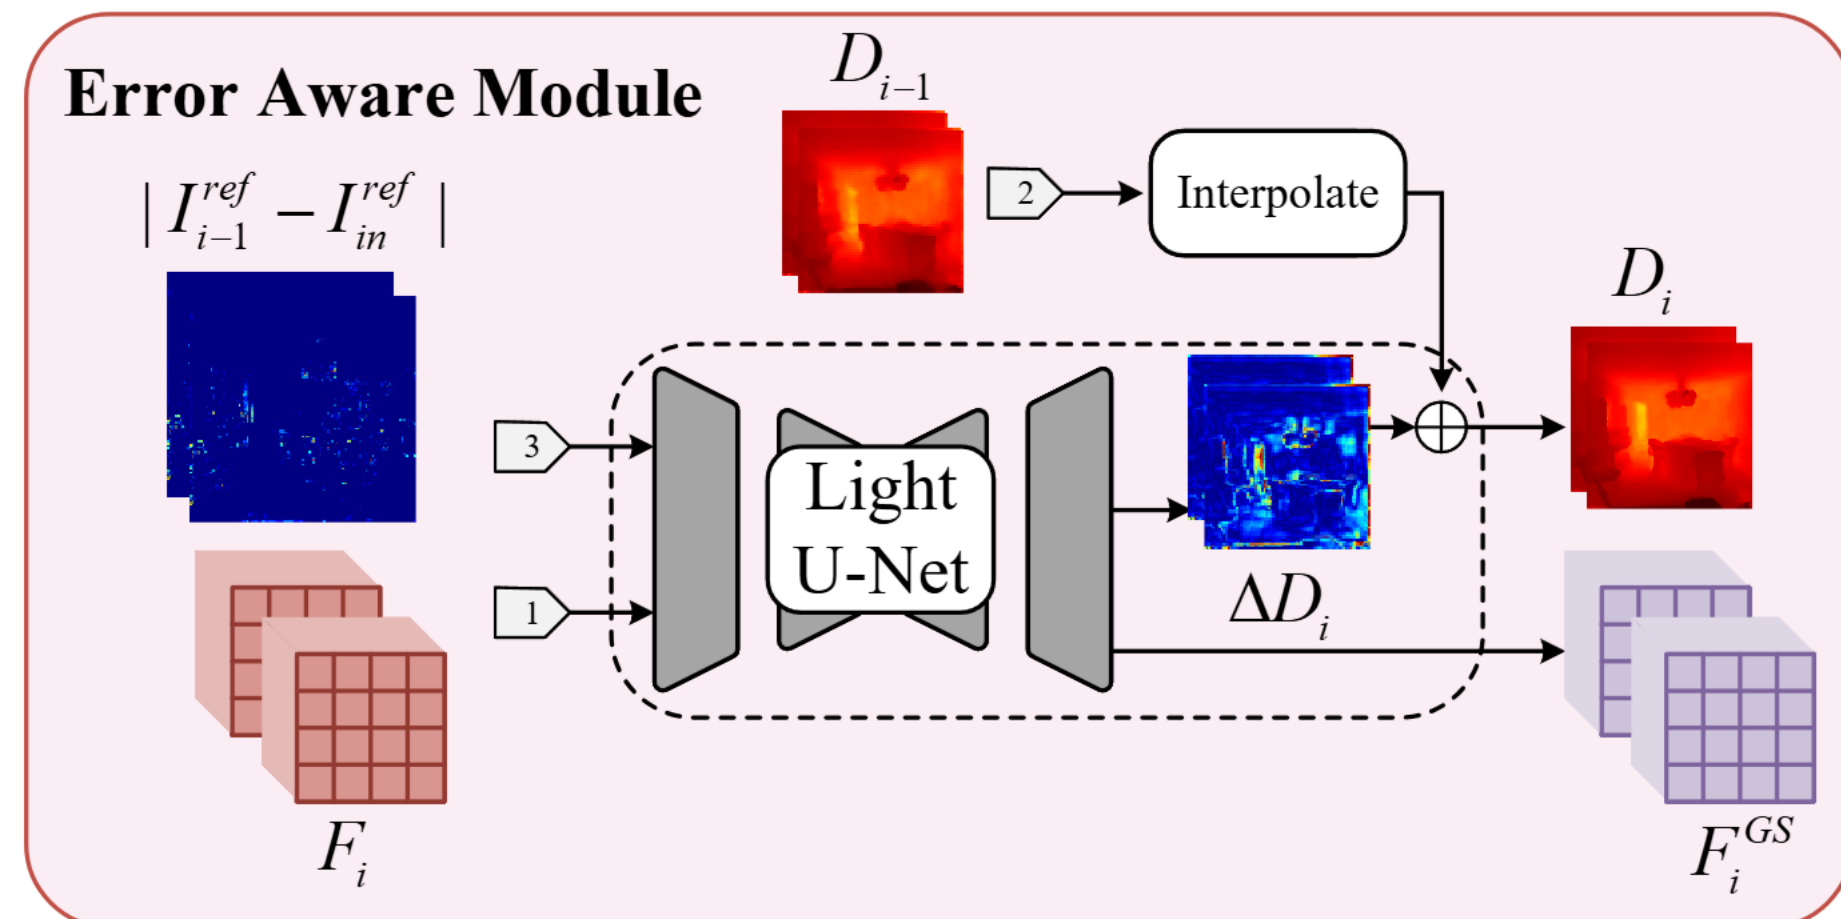 Error Aware Module
D_{i-1}
| I_{i-1}^{ref} - I_{in}^{ref} |
2
Interpolate
D_i
3
Light
U-Net
1
ΔD_i
F_i
F_i^{GS}